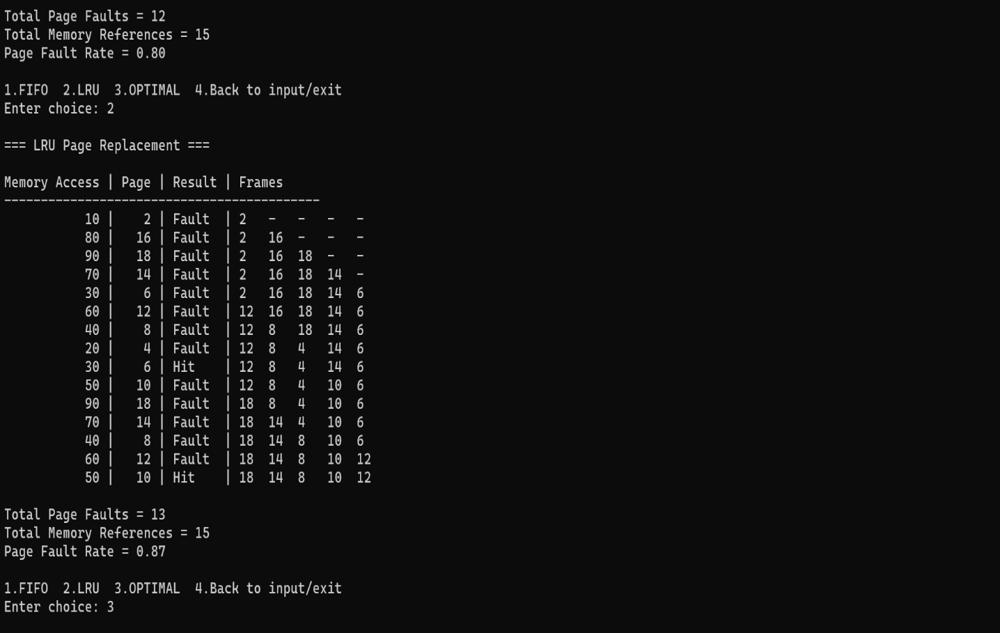 Total Page Faults = 12
Total Memory References = 15
Page Fault Rate = 0.80

1.FIFO  2.LRU  3.OPTIMAL  4.Back to input/exit
Enter choice: 2

=== LRU Page Replacement ===

Memory Access | Page | Result | Frames
-------------------------------------------
           10 |    2 | Fault  | 2   -   -   -   -
           80 |   16 | Fault  | 2   16  -   -   -
           90 |   18 | Fault  | 2   16  18  -   -
           70 |   14 | Fault  | 2   16  18  14  -
           30 |    6 | Fault  | 2   16  18  14  6
           60 |   12 | Fault  | 12  16  18  14  6
           40 |    8 | Fault  | 12  8   18  14  6
           20 |    4 | Fault  | 12  8   4   14  6
           30 |    6 | Hit    | 12  8   4   14  6
           50 |   10 | Fault  | 12  8   4   10  6
           90 |   18 | Fault  | 18  8   4   10  6
           70 |   14 | Fault  | 18  14  4   10  6
           40 |    8 | Fault  | 18  14  8   10  6
           60 |   12 | Fault  | 18  14  8   10  12
           50 |   10 | Hit    | 18  14  8   10  12

Total Page Faults = 13
Total Memory References = 15
Page Fault Rate = 0.87

1.FIFO  2.LRU  3.OPTIMAL  4.Back to input/exit
Enter choice: 3